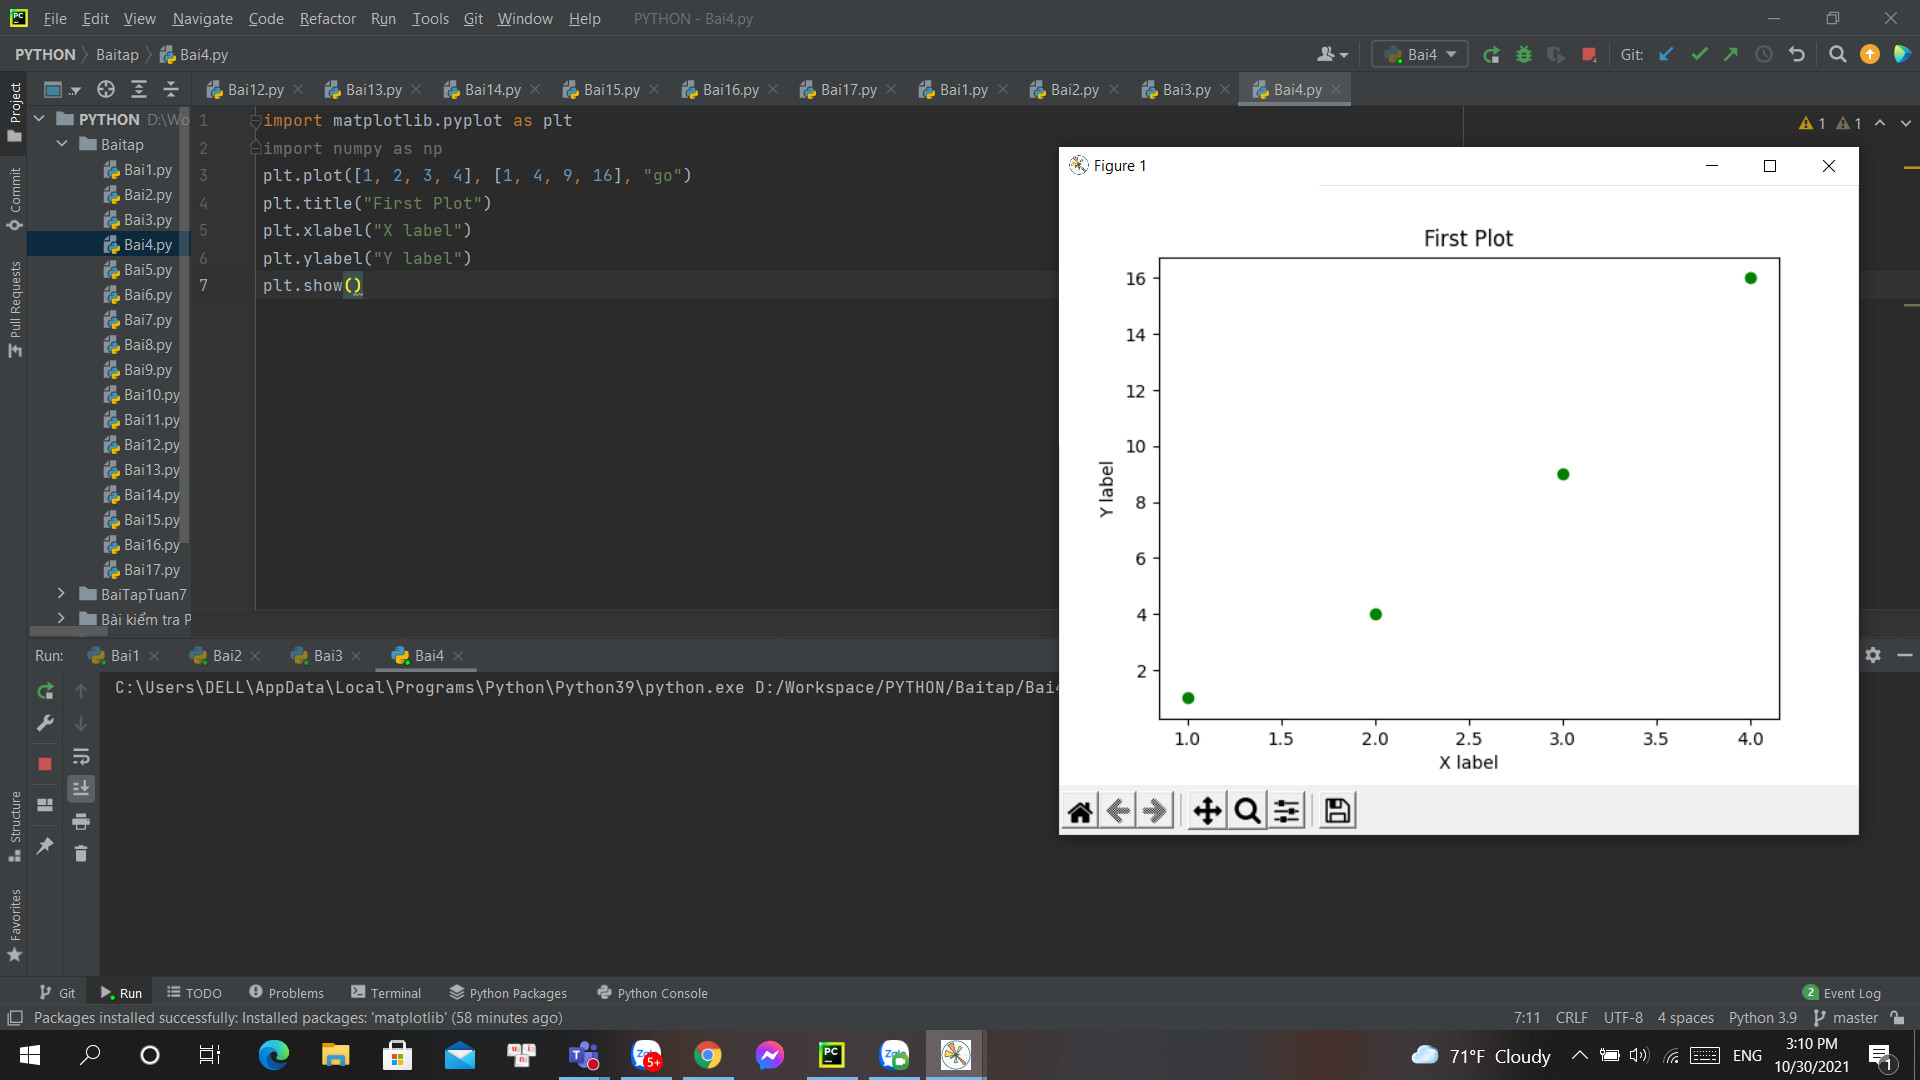 File Edit View Navigate Code Refactor Run Tools Git Window Help PYTHON - Bai4.py
PYTHON Baitap Bai4.py Bai4 Git:
Bai12.py Bai13.py Bai14.py Bai15.py Bai16.py Bai17.py Bai1.py Bai2.py Bai3.py Bai4.py
Project
Commit
Pull Requests
Structure
Favorites
PYTHON D:\Wo
Baitap
Bai1.py
Bai2.py
Bai3.py
Bai4.py
Bai5.py
Bai6.py
Bai7.py
Bai8.py
Bai9.py
Bai10.py
Bai11.py
Bai12.py
Bai13.py
Bai14.py
Bai15.py
Bai16.py
Bai17.py
BaiTapTuan7
Bài kiểm tra P
1 import matplotlib.pyplot as plt
2 import numpy as np
3 plt.plot([1, 2, 3, 4], [1, 4, 9, 16], "go")
4 plt.title("First Plot")
5 plt.xlabel("X label")
6 plt.ylabel("Y label")
7 plt.show()
1 1
Figure 1
First Plot
16
14
12
10
8
6
4
2
Y label
1.0 1.5 2.0 2.5 3.0 3.5 4.0
X label
Run: Bai1 Bai2 Bai3 Bai4
C:\Users\DELL\AppData\Local\Programs\Python\Python39\python.exe D:/Workspace/PYTHON/Baitap/Bai4
Git Run TODO Problems Terminal Python Packages Python Console 2 Event Log
Packages installed successfully: Installed packages: 'matplotlib' (58 minutes ago) 7:11 CRLF UTF-8 4 spaces Python 3.9 master
5+ PC 71°F Cloudy ENG 3:10 PM
10/30/2021 1